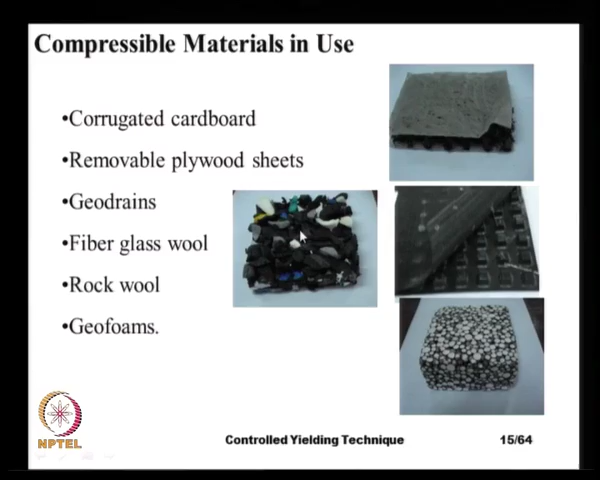 Compressible Materials in Use
•Corrugated cardboard
•Removable plywood sheets
•Geodrains
•Fiber glass wool
•Rock wool
•Geofoams.
NPTEL
Controlled Yielding Technique
15/64